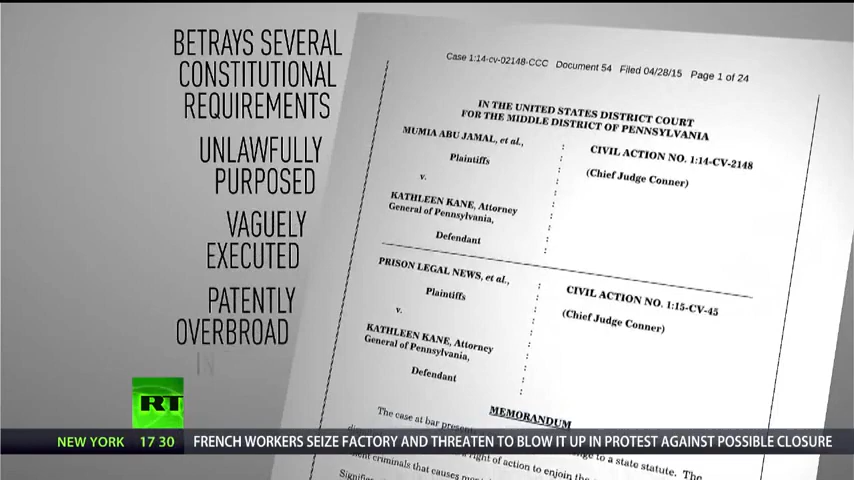 BETRAYS SEVERAL
CONSTITUTIONAL
REQUIREMENTS
UNLAWFULLY
PURPOSED
VAGUELY
EXECUTED
PATENTLY
OVERBROAD
IN
Case 1:14-cv-02148-CCC Document 54 Filed 04/28/15 Page 1 of 24
IN THE UNITED STATES DISTRICT COURT
FOR THE MIDDLE DISTRICT OF PENNSYLVANIA
MUMIA ABU JAMAL, et al.,
Plaintiffs
v.
KATHLEEN KANE, Attorney
General of Pennsylvania,
Defendant
CIVIL ACTION NO. 1:14-CV-2148
(Chief Judge Conner)
PRISON LEGAL NEWS, et al.,
Plaintiffs
v.
KATHLEEN KANE, Attorney
General of Pennsylvania,
Defendant
CIVIL ACTION NO. 1:15-CV-45
(Chief Judge Conner)
MEMORANDUM
The case at bar to a state statute. The
a right of action to enjoin the
criminals that causes
RT
NEW YORK 17 30 FRENCH WORKERS SEIZE FACTORY AND THREATEN TO BLOW IT UP IN PROTEST AGAINST POSSIBLE CLOSURE